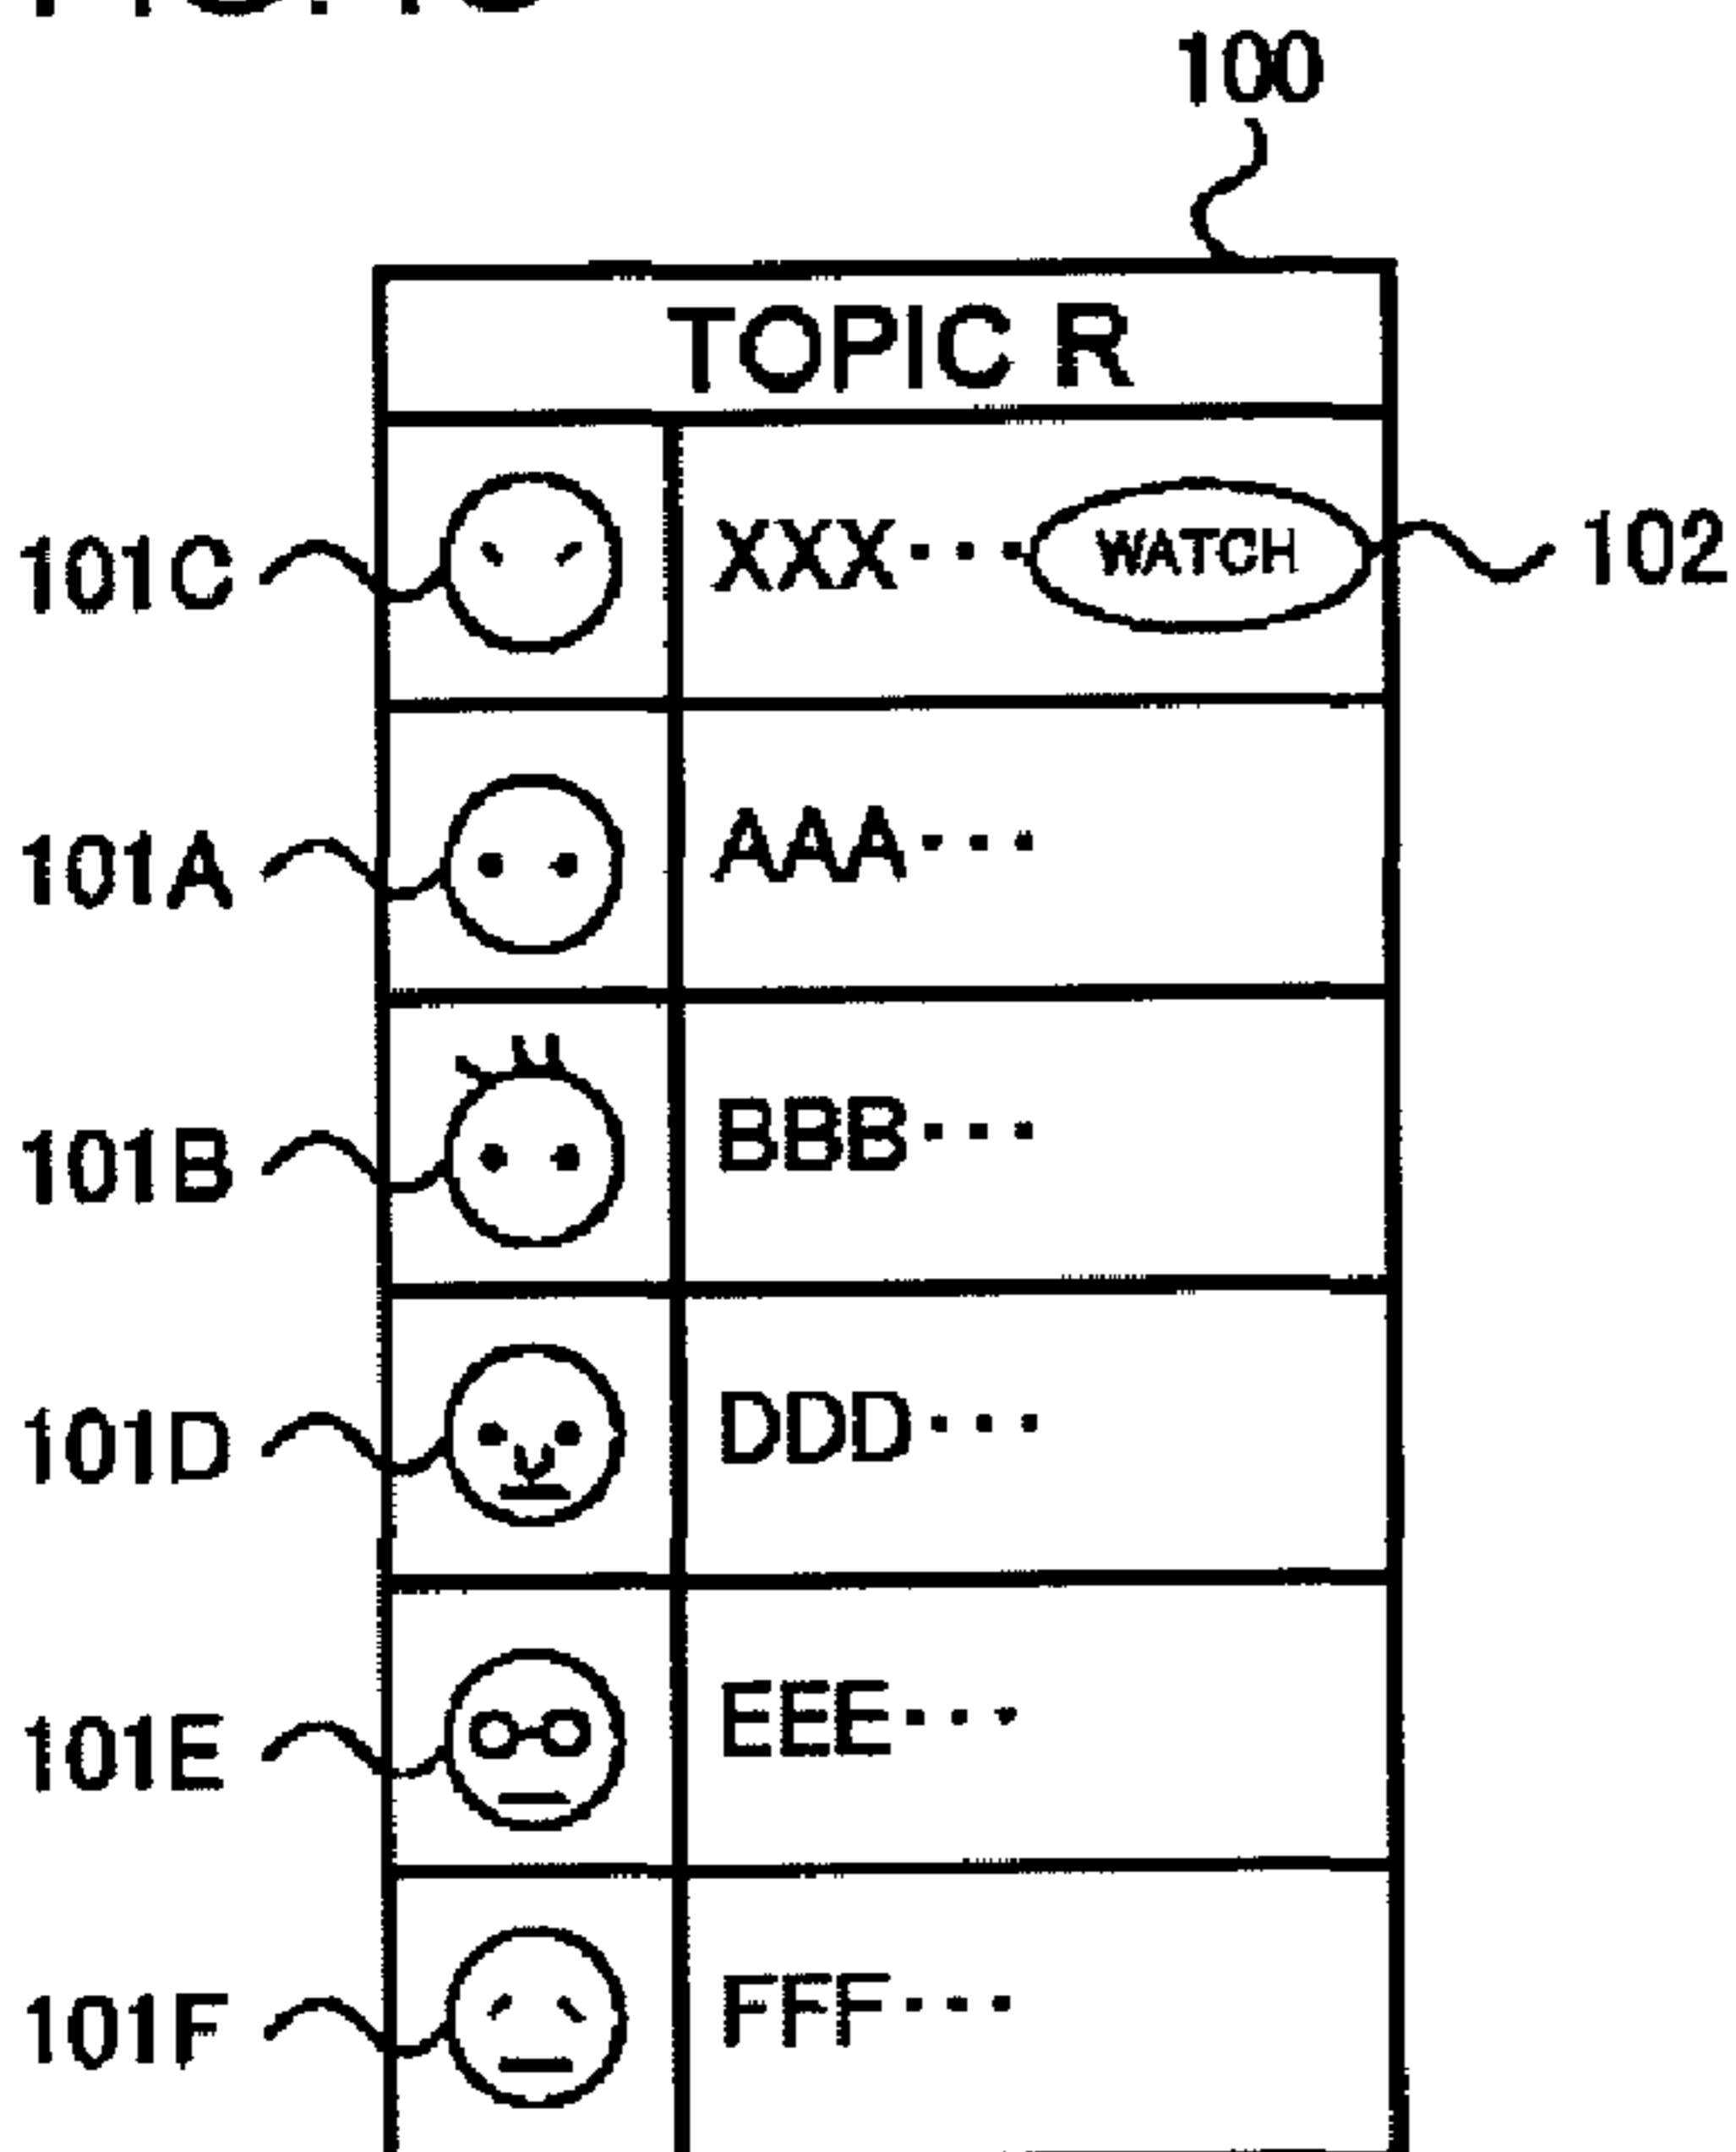 100
TOPIC R
101C XXX··· WATCH 102
101A AAA···
101B BBB···
101D DDD···
101E EEE···
101F FFF···